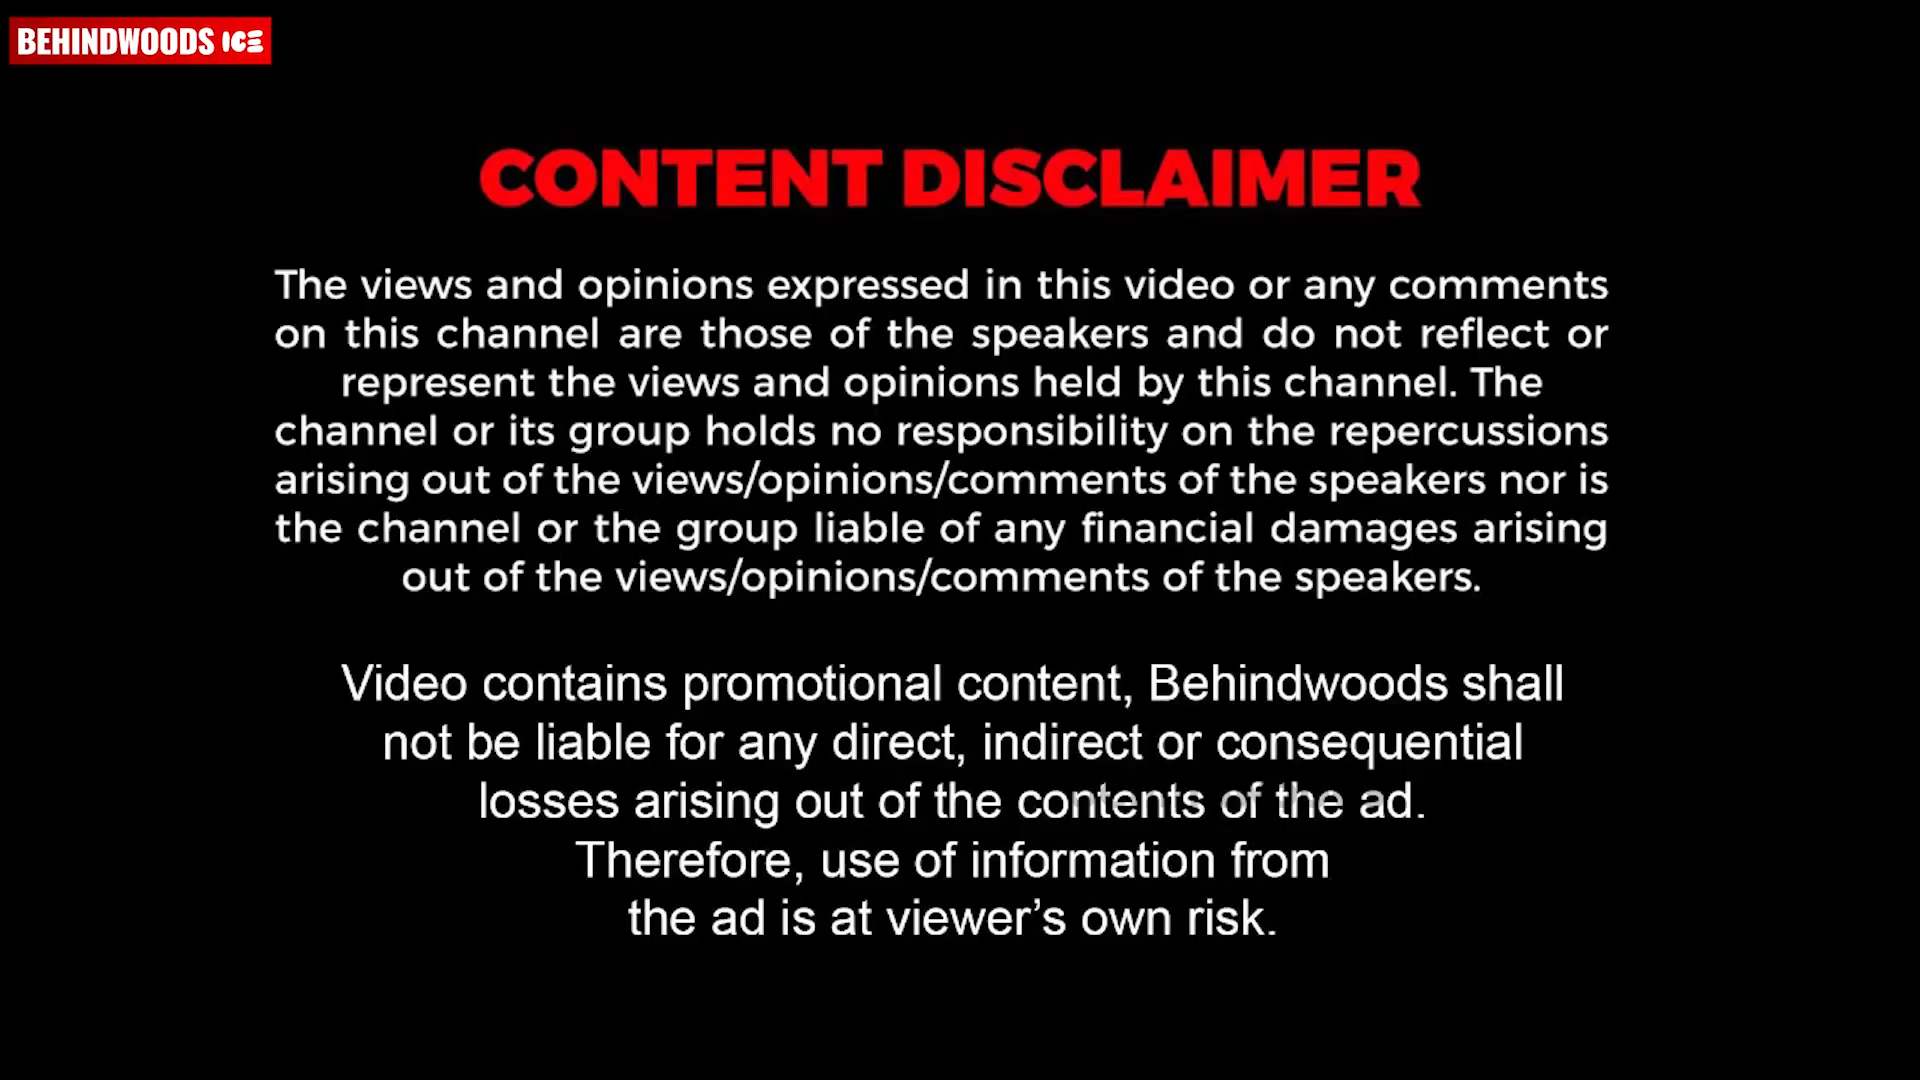 BEHINDWOODS ICE
CONTENT DISCLAIMER
The views and opinions expressed in this video or any comments
on this channel are those of the speakers and do not reflect or
represent the views and opinions held by this channel. The
channel or its group holds no responsibility on the repercussions
arising out of the views/opinions/comments of the speakers nor is
the channel or the group liable of any financial damages arising
out of the views/opinions/comments of the speakers.
Video contains promotional content, Behindwoods shall
not be liable for any direct, indirect or consequential
losses arising out of the contents of the ad.
Therefore, use of information from
the ad is at viewer’s own risk.